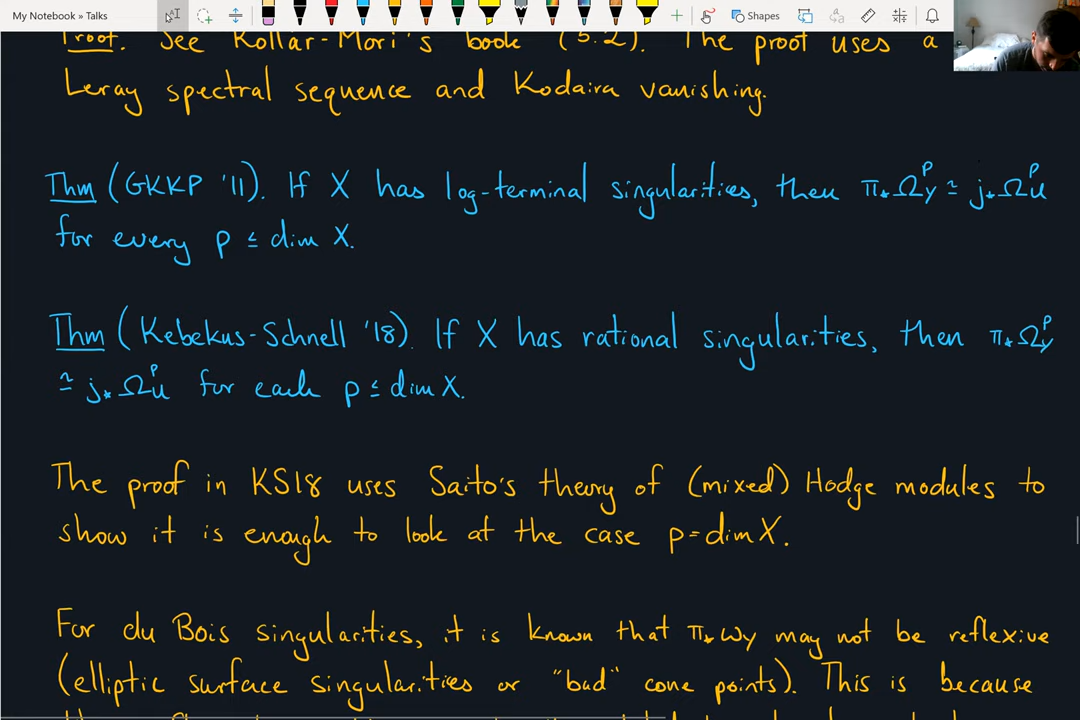 My Notebook » Talks
Shapes
Proof. See Kollar-Mori's book (5.2). The proof uses a
Leray spectral sequence and Kodaira vanishing.
Thm (GKKP '11). If X has log-terminal singularities, then π⋆Ω^p_Y ≃ j⋆Ω^p_U
for every p ≤ dim X.
Thm (Kebekus-Schnell '18). If X has rational singularities, then π⋆Ω^p_Y
≃ j⋆Ω^p_U for each p ≤ dim X.
The proof in KS18 uses Saito's theory of (mixed) Hodge modules to
show it is enough to look at the case p=dim X.
For du Bois singularities, it is known that π⋆ω_Y may not be reflexive
(elliptic surface singularities or "bad" cone points). This is because